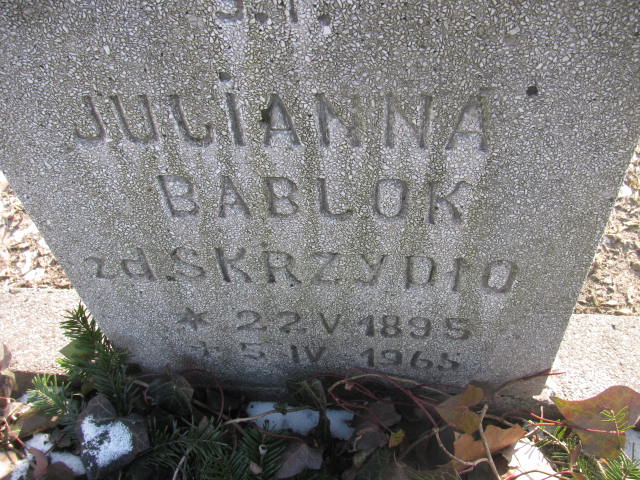 Ś.P.
JULIANNA
BABLOK
zd. SKRZYDŁO
* 22. V 1895
+ 5 IV 1965